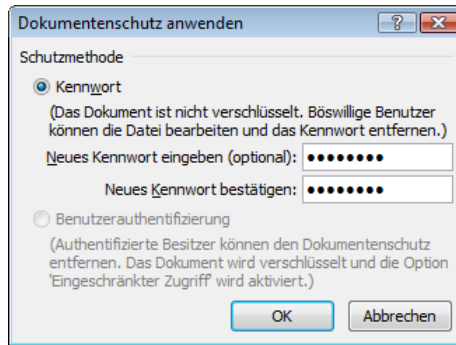 Dokumentenschutz anwenden
Schutzmethode
Kennwort
(Das Dokument ist nicht verschlüsselt. Böswillige Benutzer
können die Datei bearbeiten und das Kennwort entfernen.)
Neues Kennwort eingeben (optional): ●●●●●●●●
Neues Kennwort bestätigen: ●●●●●●●●
Benutzerauthentifizierung
(Authentifizierte Besitzer können den Dokumentenschutz
entfernen. Das Dokument wird verschlüsselt und die Option
'Eingeschränkter Zugriff' wird aktiviert.)
OK Abbrechen